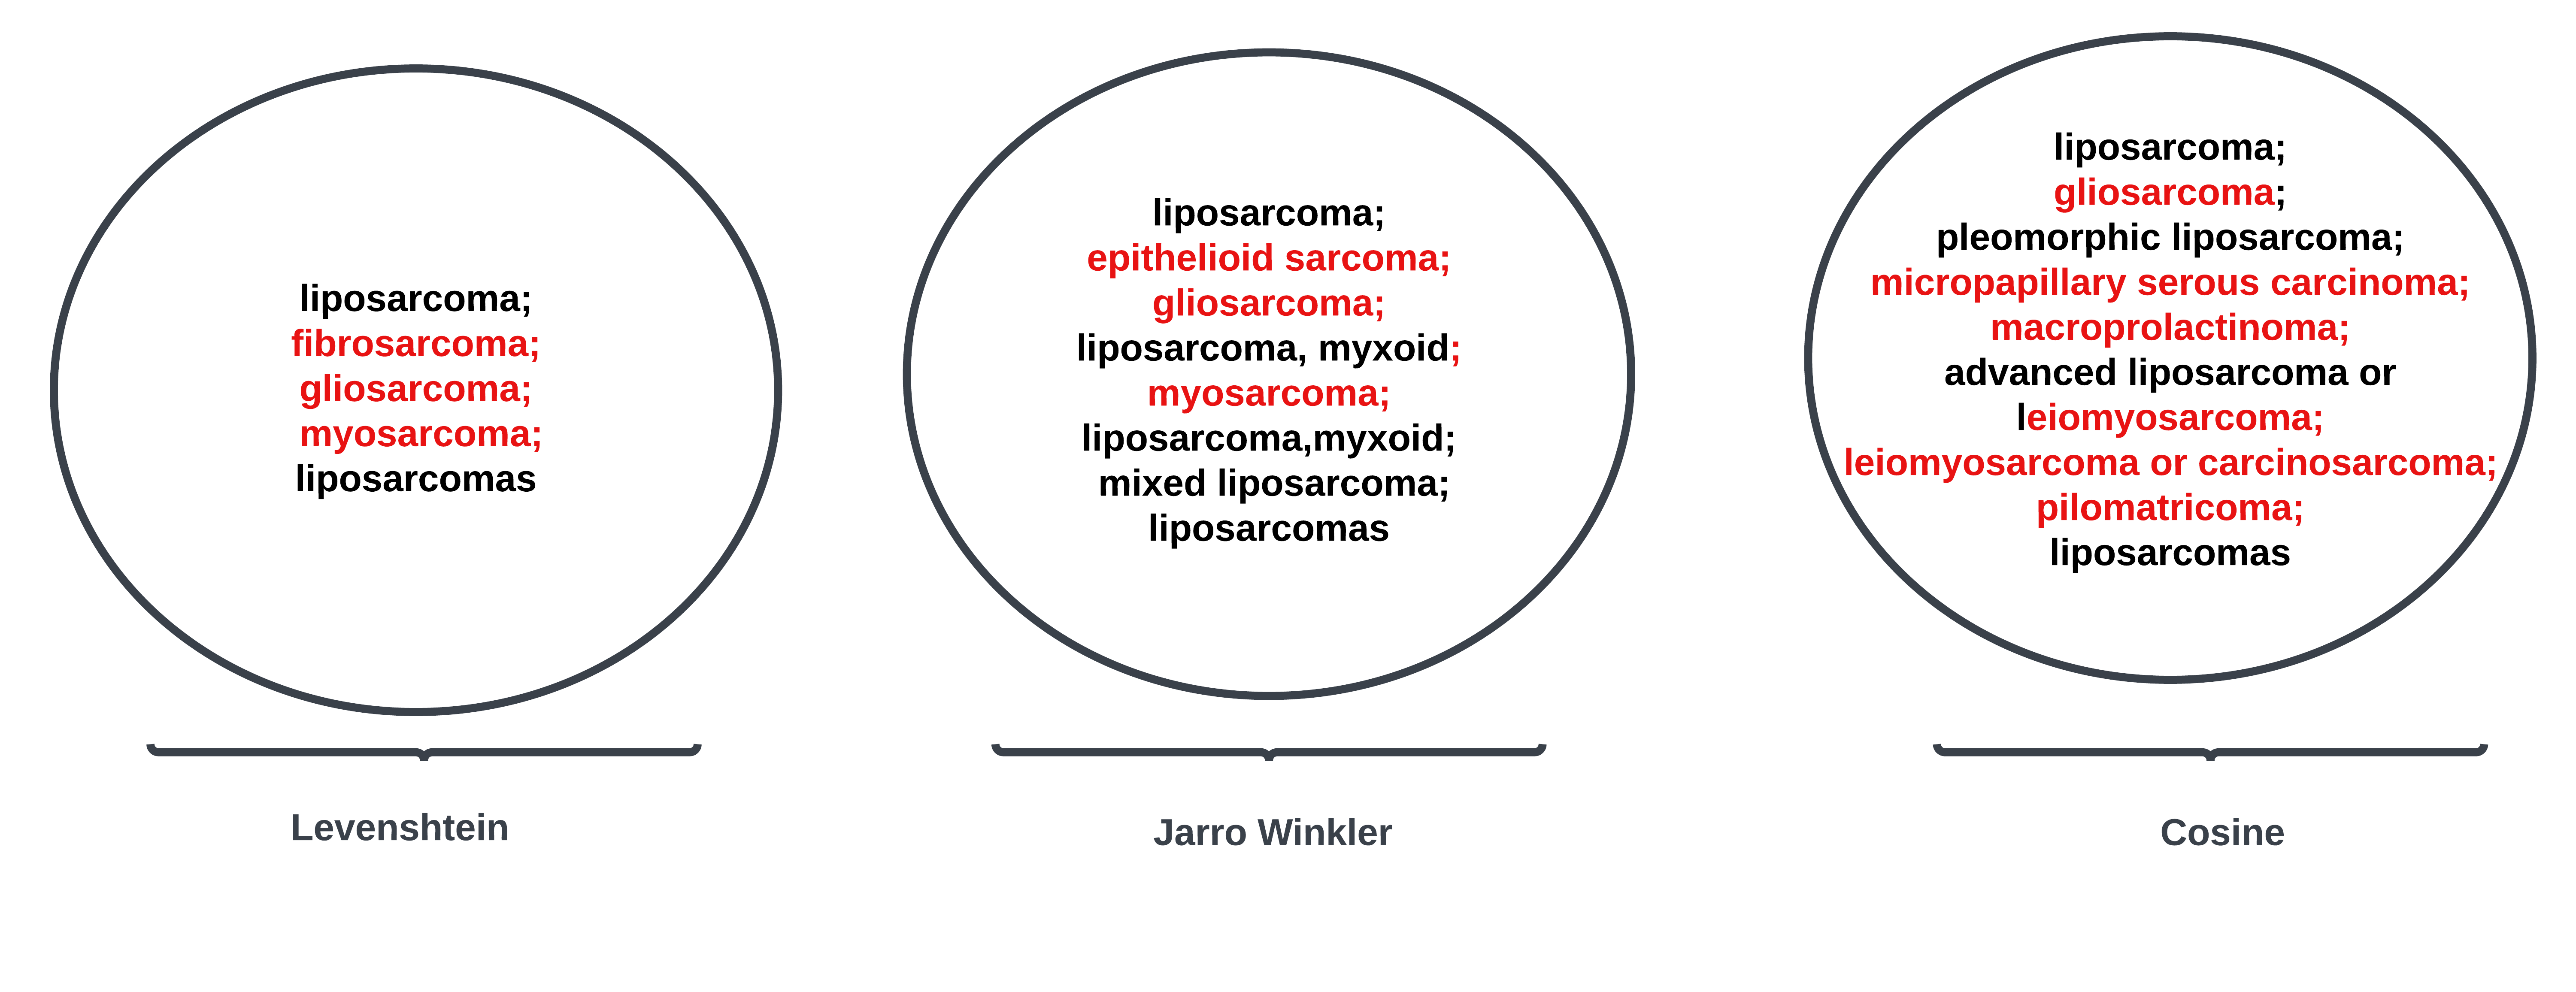 liposarcoma;
fibrosarcoma;
gliosarcoma;
myosarcoma;
liposarcomas
Levenshtein
liposarcoma;
epithelioid sarcoma;
gliosarcoma;
liposarcoma, myxoid;
myosarcoma;
liposarcoma,myxoid;
mixed liposarcoma;
liposarcomas
Jarro Winkler
liposarcoma;
gliosarcoma;
pleomorphic liposarcoma;
micropapillary serous carcinoma;
macroprolactinoma;
advanced liposarcoma or
leiomyosarcoma;
leiomyosarcoma or carcinosarcoma;
pilomatricoma;
liposarcomas
Cosine